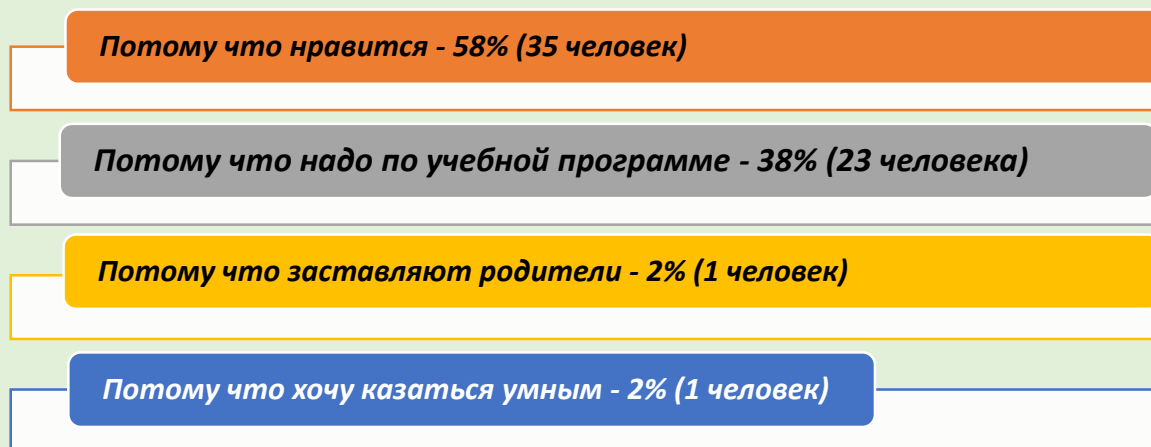 Потому что нравится - 58% (35 человек)
Потому что надо по учебной программе - 38% (23 человека)
Потому что заставляют родители - 2% (1 человек)
Потому что хочу казаться умным - 2% (1 человек)